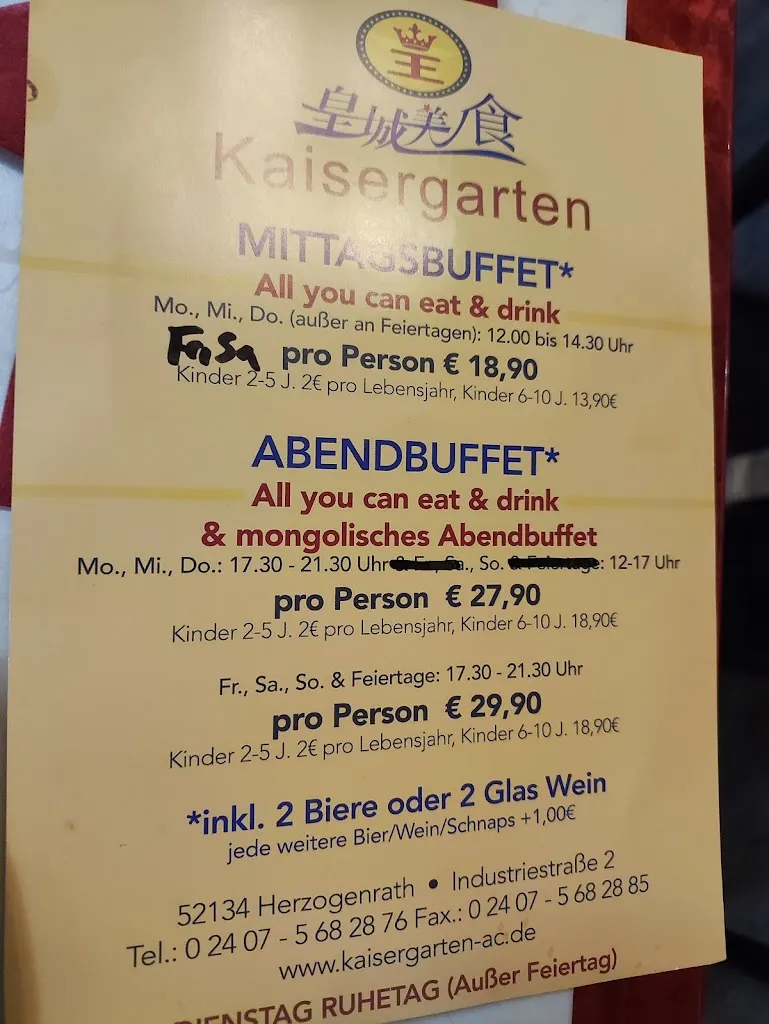 王
皇城美食
Kaisergarten
MITTAGSBUFFET*
All you can eat & drink
Mo., Mi., Do. (außer an Feiertagen): 12.00 bis 14.30 Uhr
Fr, Sa pro Person € 18,90
Kinder 2-5 J. 2€ pro Lebensjahr, Kinder 6-10 J. 13,90€
ABENDBUFFET*
All you can eat & drink
& mongolisches Abendbuffet
Mo., Mi., Do.: 17.30 - 21.30 Uhr & Fr., Sa., So. & Feiertage: 12-17 Uhr
pro Person € 27,90
Kinder 2-5 J. 2€ pro Lebensjahr, Kinder 6-10 J. 18,90€
Fr., Sa., So. & Feiertage: 17.30 - 21.30 Uhr
pro Person € 29,90
Kinder 2-5 J. 2€ pro Lebensjahr, Kinder 6-10 J. 18,90€
*inkl. 2 Biere oder 2 Glas Wein
jede weitere Bier/Wein/Schnaps +1,00€
52134 Herzogenrath • Industriestraße 2
Tel.: 0 24 07 - 5 68 28 76 Fax.: 0 24 07 - 5 68 28 85
www.kaisergarten-ac.de
DIENSTAG RUHETAG (Außer Feiertag)